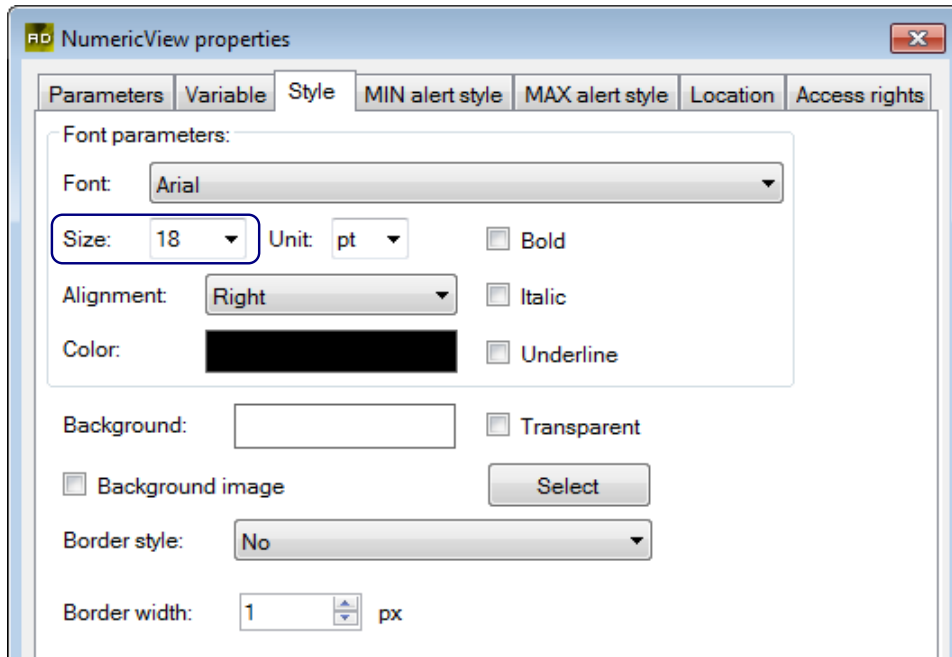 RD NumericView properties
Parameters Variable Style MIN alert style MAX alert style Location Access rights
Font parameters:
Font: Arial
Size: 18 Unit: pt Bold
Alignment: Right Italic
Color: Underline
Background: Transparent
Background image Select
Border style: No
Border width: 1 px